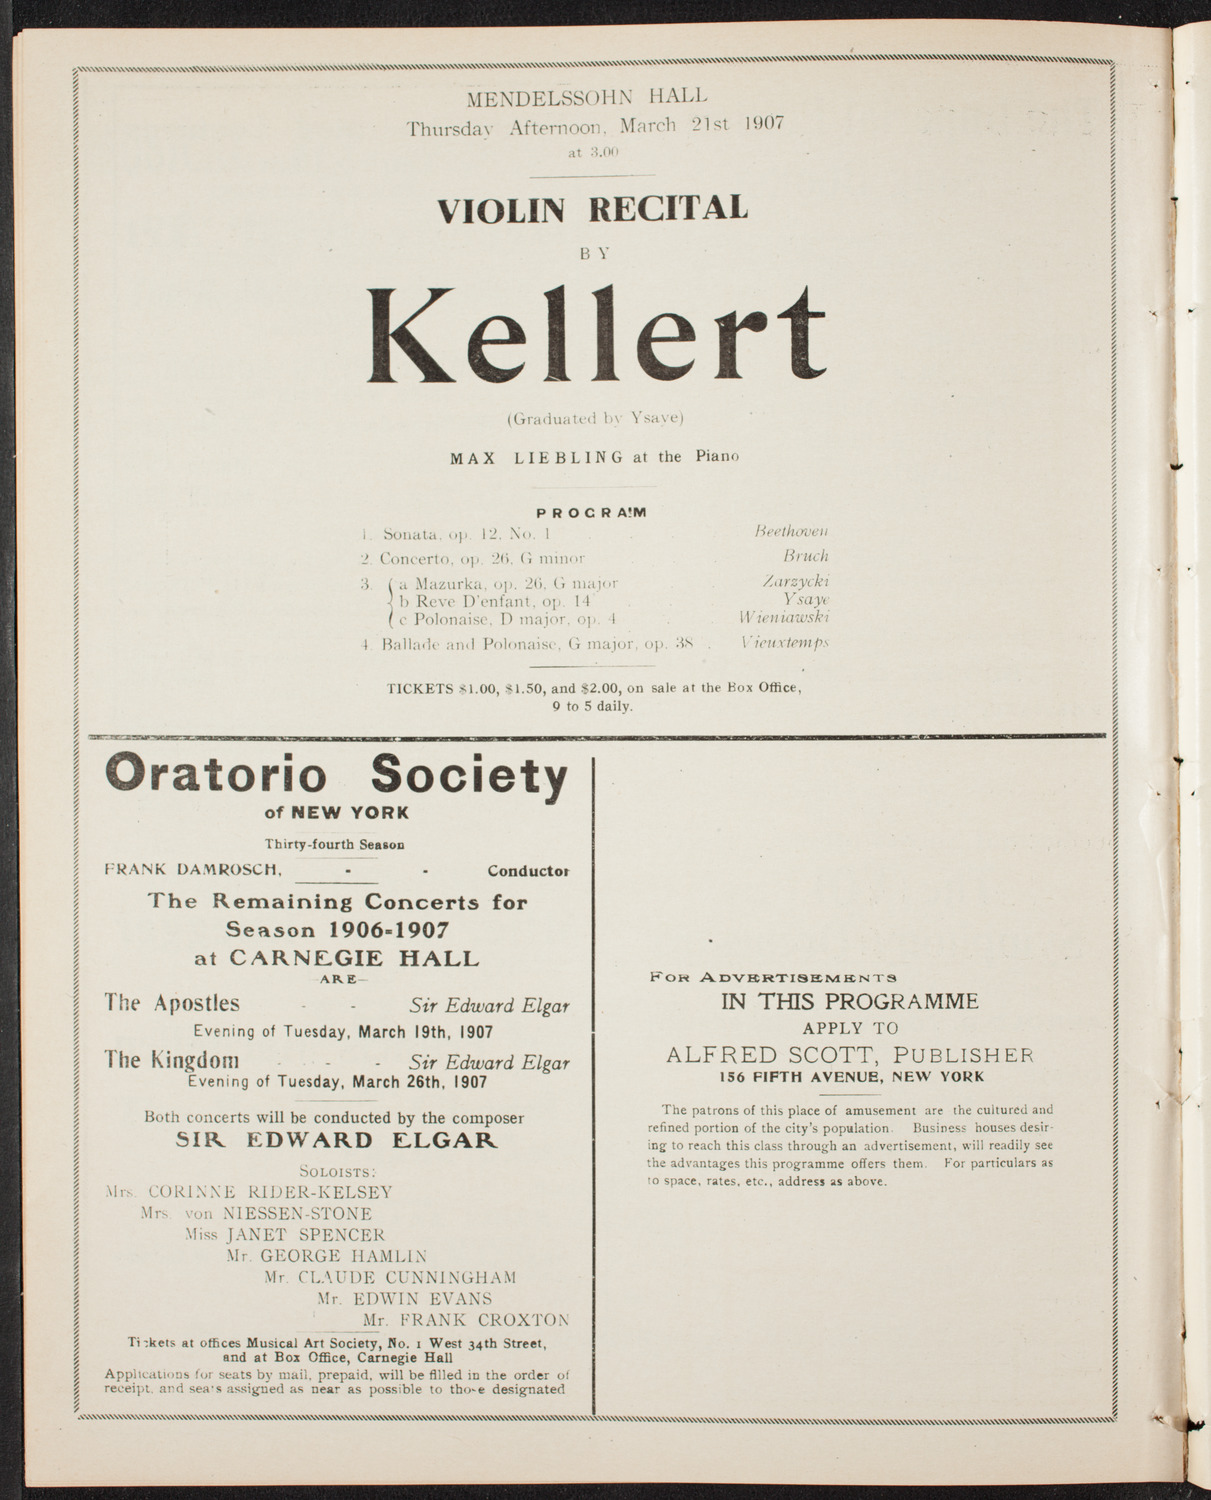 MENDELSSOHN HALL
Thursday Afternoon, March 21st 1907
at 3.00
VIOLIN RECITAL
BY
Kellert
(Graduated by Ysaye)
MAX LIEBLING at the Piano
PROGRAM
1. Sonata, op. 12, No. 1 Beethoven
2. Concerto, op. 26, G minor Bruch
3. a Mazurka, op. 26, G major Zarzycki
b Reve D'enfant, op. 14 Ysaye
c Polonaise, D major, op. 4 Wieniawski
4. Ballade and Polonaise, G major, op. 38 Vieuxtemps
TICKETS $1.00, $1.50, and $2.00, on sale at the Box Office,
9 to 5 daily.
Oratorio Society
of NEW YORK
Thirty-fourth Season
FRANK DAMROSCH, - - Conductor
The Remaining Concerts for
Season 1906=1907
at CARNEGIE HALL
—ARE—
The Apostles - - Sir Edward Elgar
Evening of Tuesday, March 19th, 1907
The Kingdom - - - Sir Edward Elgar
Evening of Tuesday, March 26th, 1907
Both concerts will be conducted by the composer
SIR EDWARD ELGAR
SOLOISTS:
Mrs. CORINNE RIDER-KELSEY
Mrs. von NIESSEN-STONE
Miss JANET SPENCER
Mr. GEORGE HAMLIN
Mr. CLAUDE CUNNINGHAM
Mr. EDWIN EVANS
Mr. FRANK CROXTON
Tickets at offices Musical Art Society, No. 1 West 34th Street,
and at Box Office, Carnegie Hall
Applications for seats by mail, prepaid, will be filled in the order of
receipt, and seats assigned as near as possible to those designated
FOR ADVERTISEMENTS
IN THIS PROGRAMME
APPLY TO
ALFRED SCOTT, PUBLISHER
156 FIFTH AVENUE, NEW YORK
The patrons of this place of amusement are the cultured and
refined portion of the city's population. Business houses desir-
ing to reach this class through an advertisement, will readily see
the advantages this programme offers them. For particulars as
to space, rates, etc., address as above.